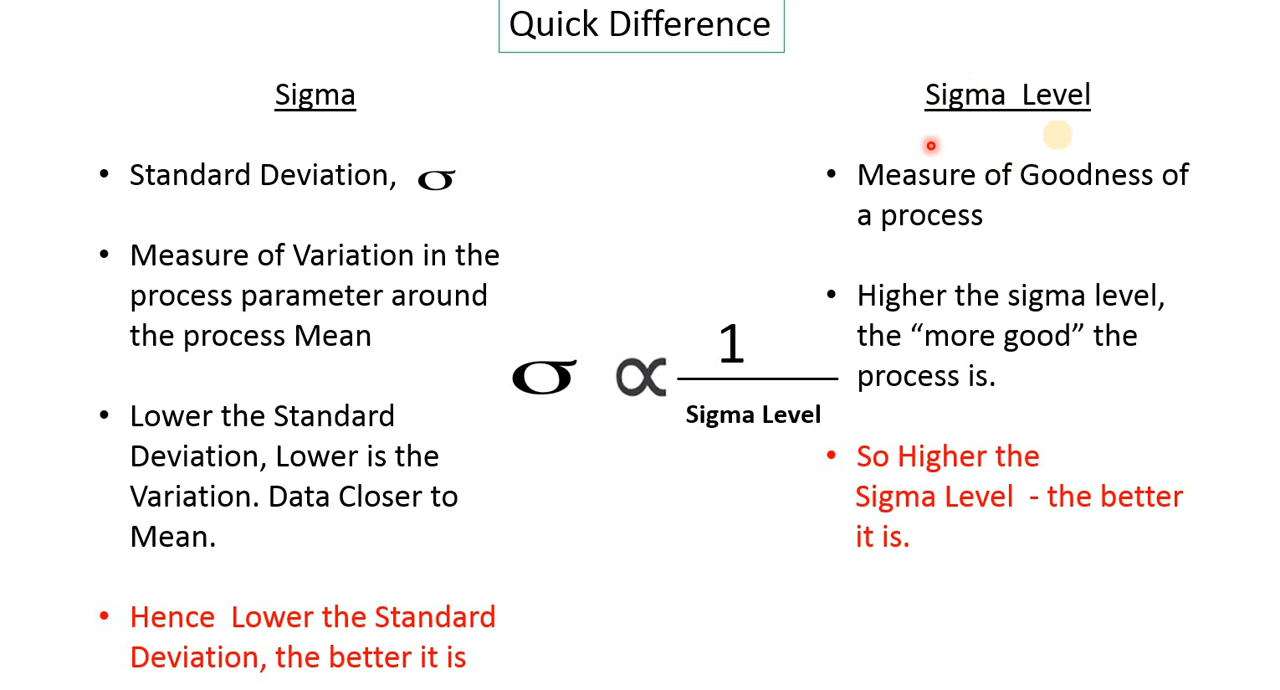 Quick Difference
Sigma
• Standard Deviation, σ
• Measure of Variation in the
process parameter around
the process Mean
• Lower the Standard
Deviation, Lower is the
Variation. Data Closer to
Mean.
• Hence  Lower the Standard
Deviation, the better it is
σ ∝ 1
Sigma Level
Sigma  Level
• Measure of Goodness of
a process
• Higher the sigma level,
the “more good” the
process is.
• So Higher the
Sigma Level  - the better
it is.